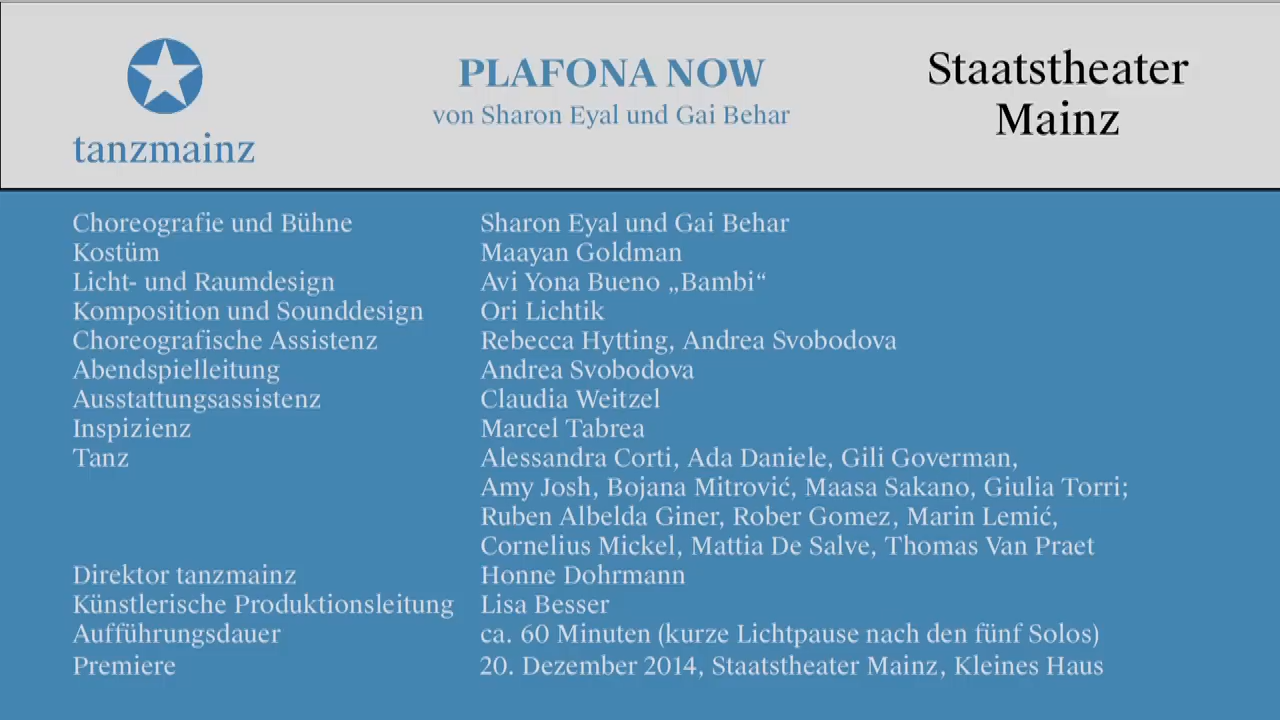 tanzmainz
PLAFONA NOW
von Sharon Eyal und Gai Behar
Staatstheater
Mainz
Choreografie und Bühne Sharon Eyal und Gai Behar
Kostüm Maayan Goldman
Licht- und Raumdesign Avi Yona Bueno „Bambi“
Komposition und Sounddesign Ori Lichtik
Choreografische Assistenz Rebecca Hytting, Andrea Svobodova
Abendspielleitung Andrea Svobodova
Ausstattungsassistenz Claudia Weitzel
Inspizienz Marcel Tabrea
Tanz Alessandra Corti, Ada Daniele, Gili Goverman,
Amy Josh, Bojana Mitrović, Maasa Sakano, Giulia Torri;
Ruben Albelda Giner, Rober Gomez, Marin Lemić,
Cornelius Mickel, Mattia De Salve, Thomas Van Praet
Direktor tanzmainz Honne Dohrmann
Künstlerische Produktionsleitung Lisa Besser
Aufführungsdauer ca. 60 Minuten (kurze Lichtpause nach den fünf Solos)
Premiere 20. Dezember 2014, Staatstheater Mainz, Kleines Haus